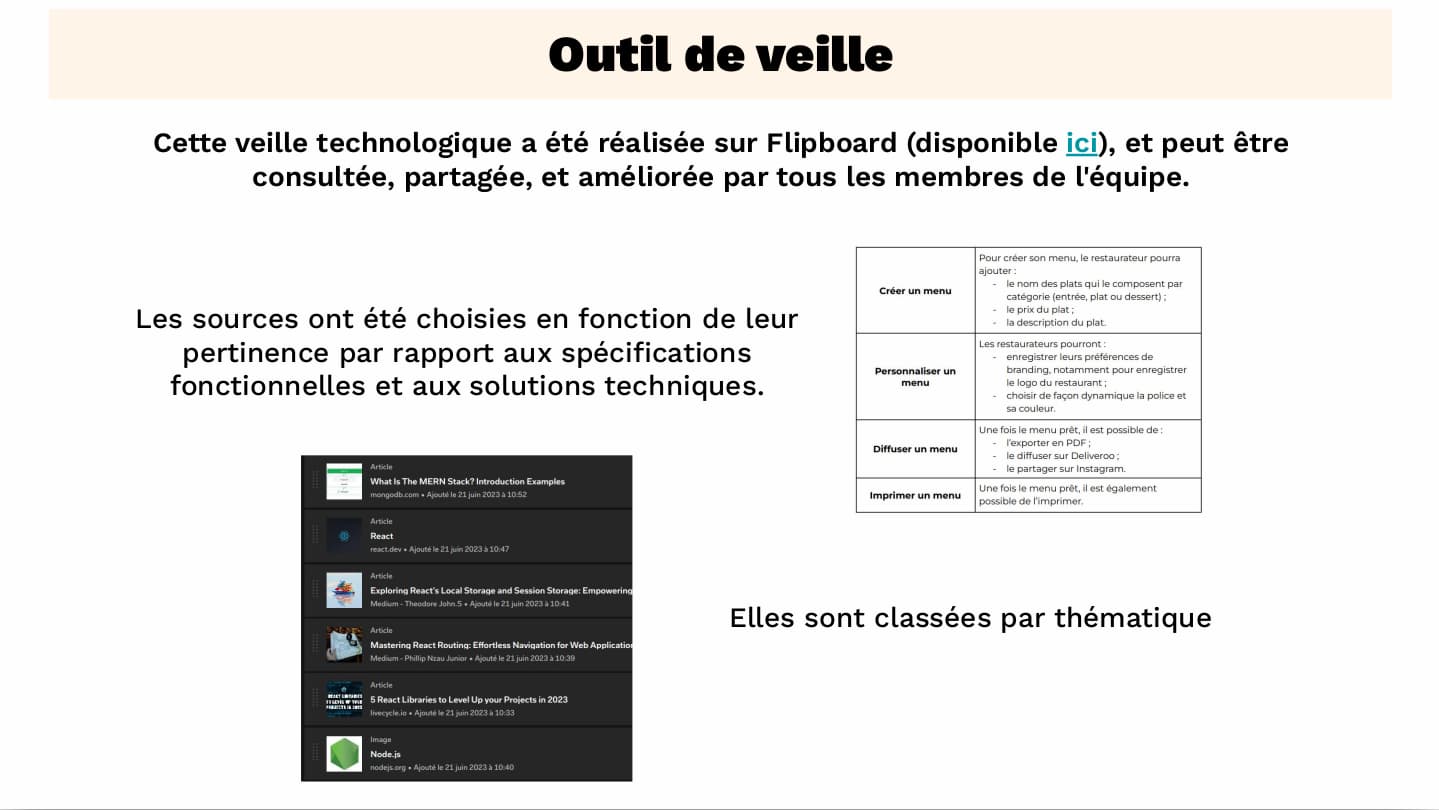 Outil de veille
Cette veille technologique a été réalisée sur Flipboard (disponible ici), et peut être
consultée, partagée, et améliorée par tous les membres de l'équipe.
Les sources ont été choisies en fonction de leur
pertinence par rapport aux spécifications
fonctionnelles et aux solutions techniques.
Créer un menu
Pour créer son menu, le restaurateur pourra
ajouter :
- le nom des plats qui le composent par
catégorie (entrée, plat ou dessert) ;
- le prix du plat ;
- la description du plat.
Personnaliser un
menu
Les restaurateurs pourront :
- enregistrer leurs préférences de
branding, notamment pour enregistrer
le logo du restaurant ;
- choisir de façon dynamique la police et
sa couleur.
Diffuser un menu
Une fois le menu prêt, il est possible de :
- l'exporter en PDF ;
- le diffuser sur Deliveroo ;
- le partager sur Instagram.
Imprimer un menu
Une fois le menu prêt, il est également
possible de l'imprimer.
Article
What Is The MERN Stack? Introduction Examples
mongodb.com • Ajouté le 21 juin 2023 à 10:52
Article
React
react.dev • Ajouté le 21 juin 2023 à 10:47
Article
Exploring React's Local Storage and Session Storage: Empowering
Medium - Theodore John.S • Ajouté le 21 juin 2023 à 10:41
Article
Mastering React Routing: Effortless Navigation for Web Application
Medium - Phillip Nzau Junior • Ajouté le 21 juin 2023 à 10:39
Article
5 React Libraries to Level Up your Projects in 2023
livecycle.io • Ajouté le 21 juin 2023 à 10:33
Image
Node.js
nodejs.org • Ajouté le 21 juin 2023 à 10:40
Elles sont classées par thématique